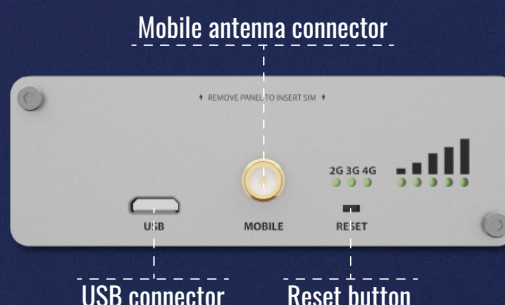 Mobile antenna connector
REMOVE PANEL TO INSERT SIM
2G 3G 4G
USB
MOBILE
RESET
USB connector
Reset button